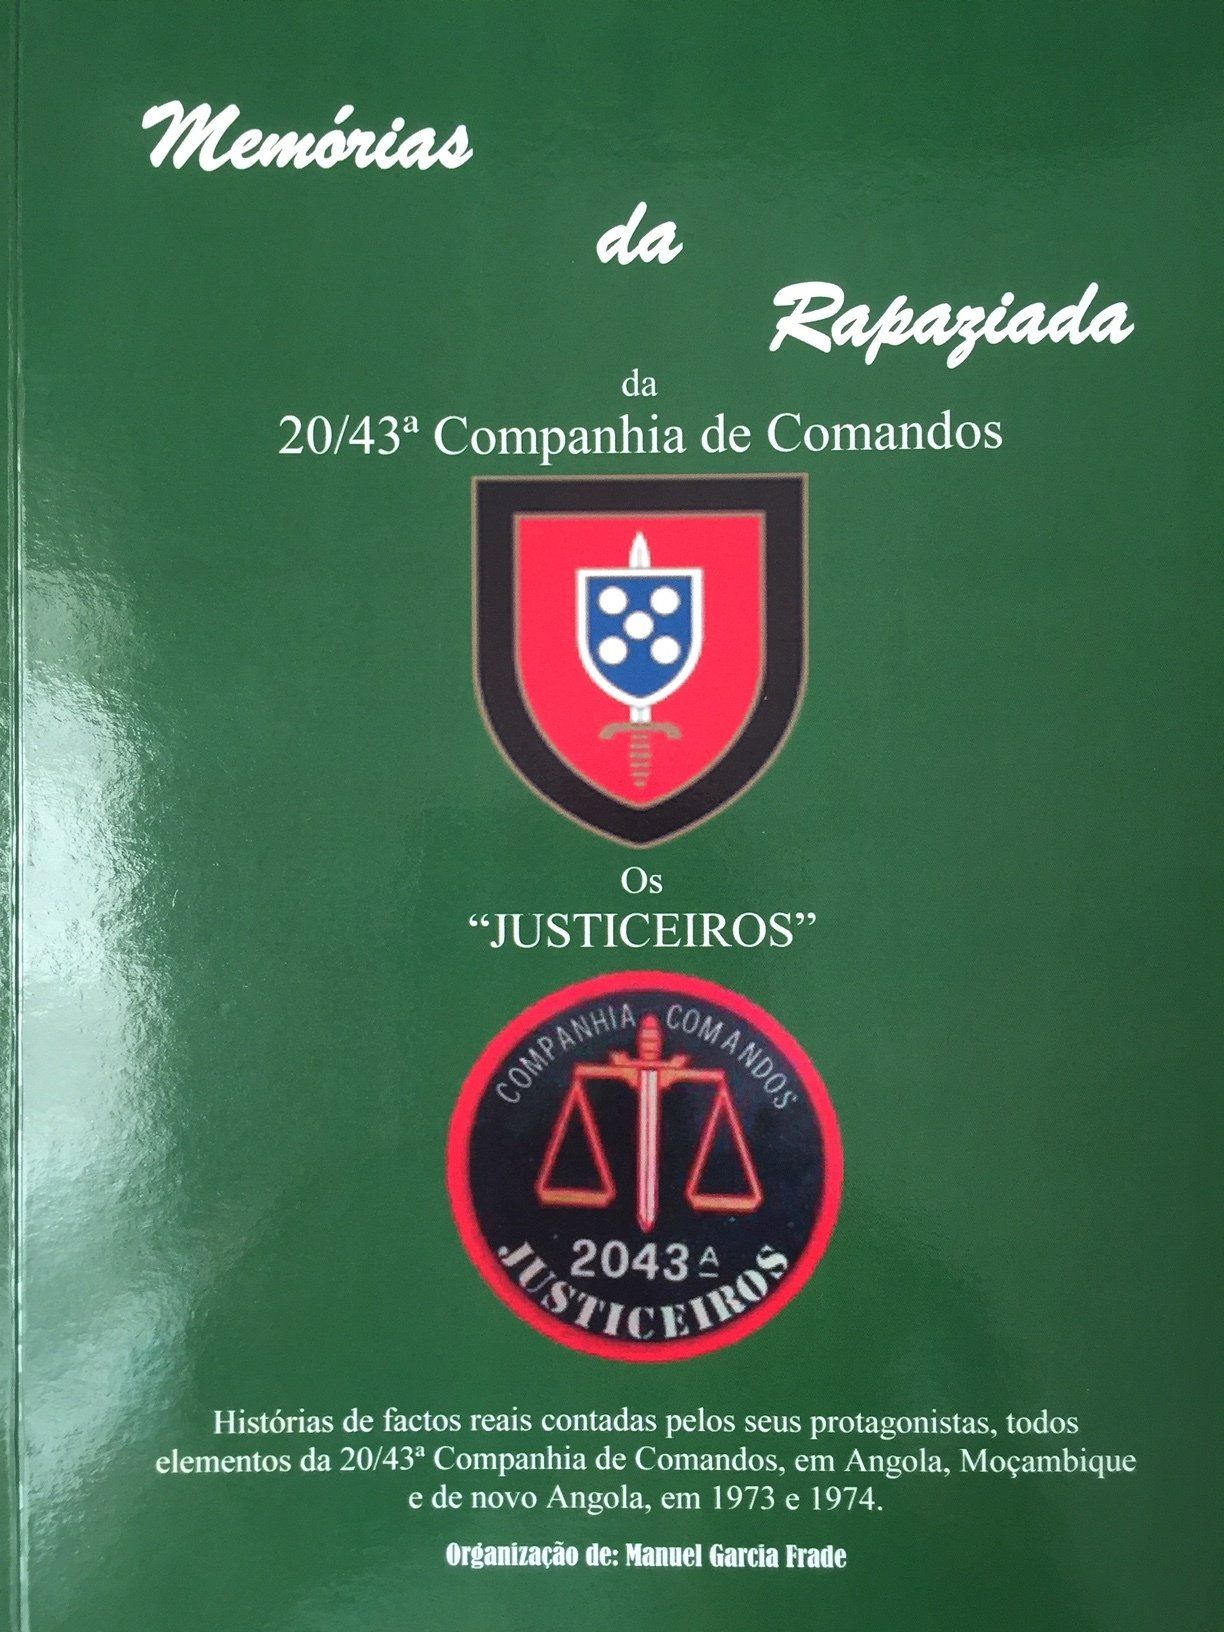 Memórias
da
Rapaziada
da
20/43ª Companhia de Comandos
Os
“JUSTICEIROS”
COMPANHIA COMANDOS
2043ª
JUSTICEIROS
Histórias de factos reais contadas pelos seus protagonistas, todos
elementos da 20/43ª Companhia de Comandos, em Angola, Moçambique
e de novo Angola, em 1973 e 1974.
Organização de: Manuel Garcia Frade